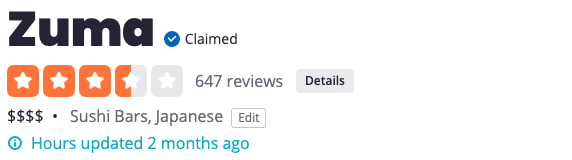 Zuma Claimed
647 reviews Details
$$$$ • Sushi Bars, Japanese Edit
Hours updated 2 months ago